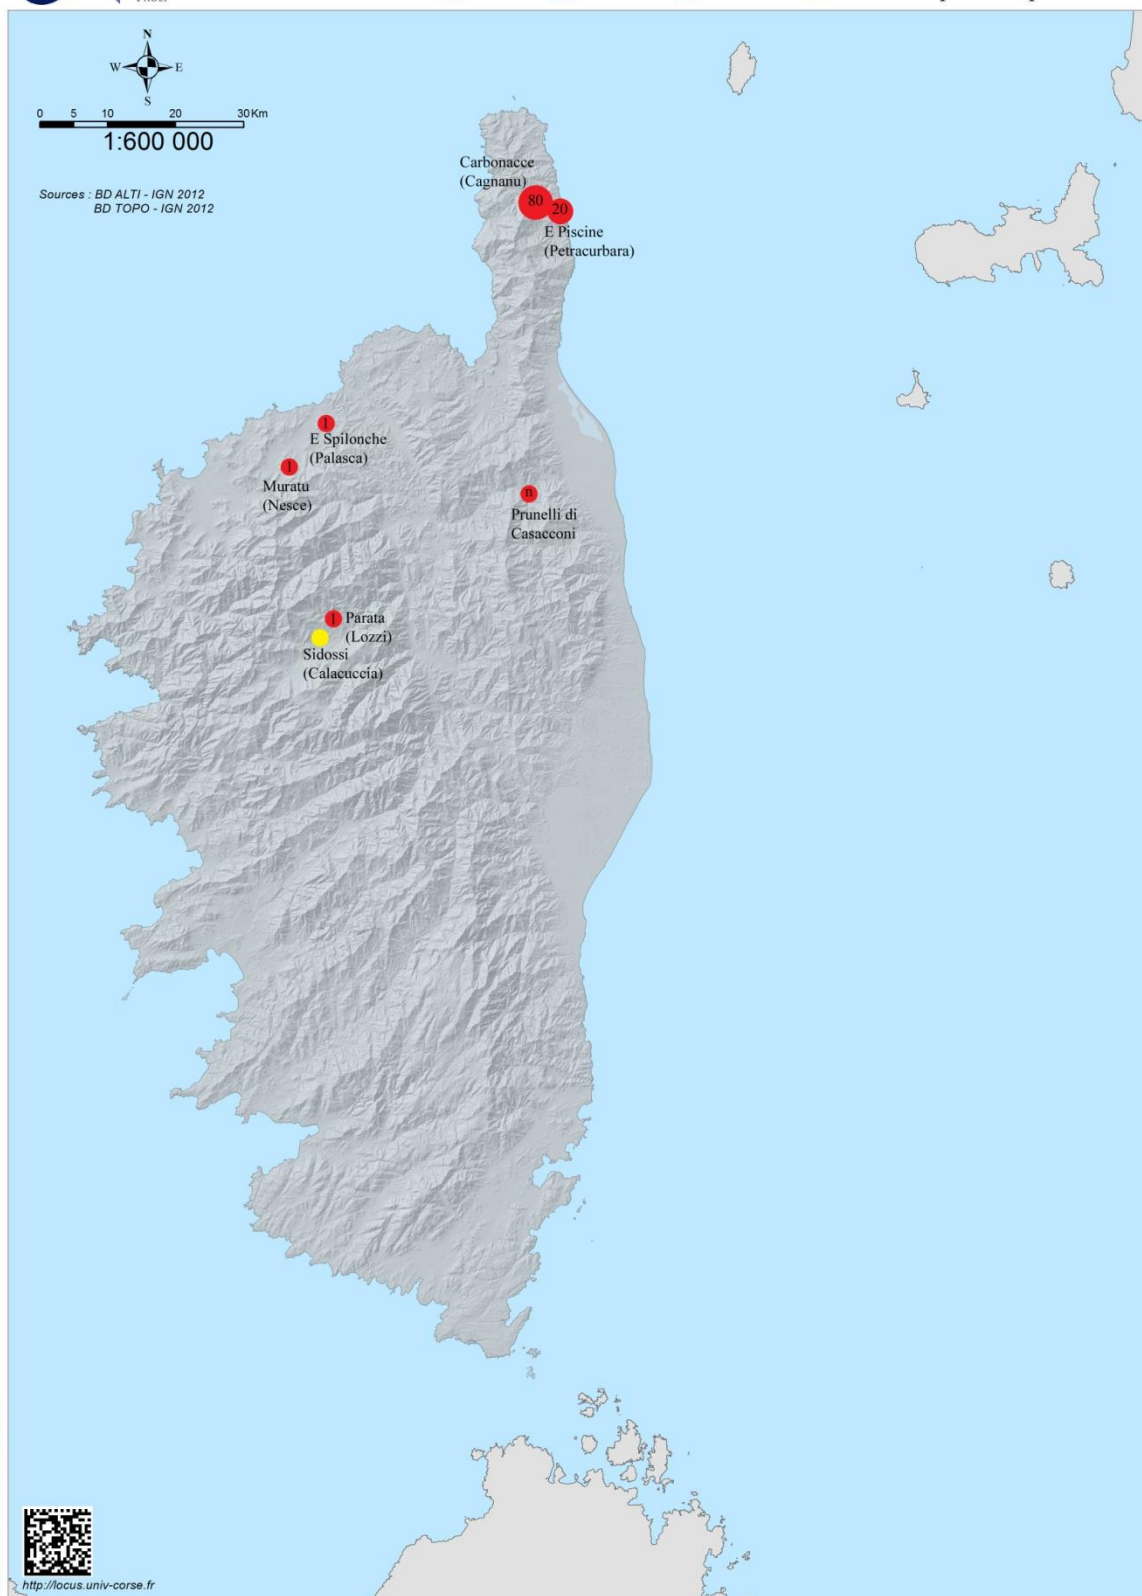 N
W E
S
0 5 10 20 30 Km
1:600 000
Sources : BD ALTI - IGN 2012
BD TOPO - IGN 2012
Carbonacce
(Cagnanu)
80
20
E Piscine
(Petracurbara)
1
E Spilonche
(Palasca)
1
Muratu
(Nesce)
n
Prunelli di
Casacconi
1
Parata
(Lozzi)
Sidossi
(Calacuccia)
http://locus.univ-corse.fr